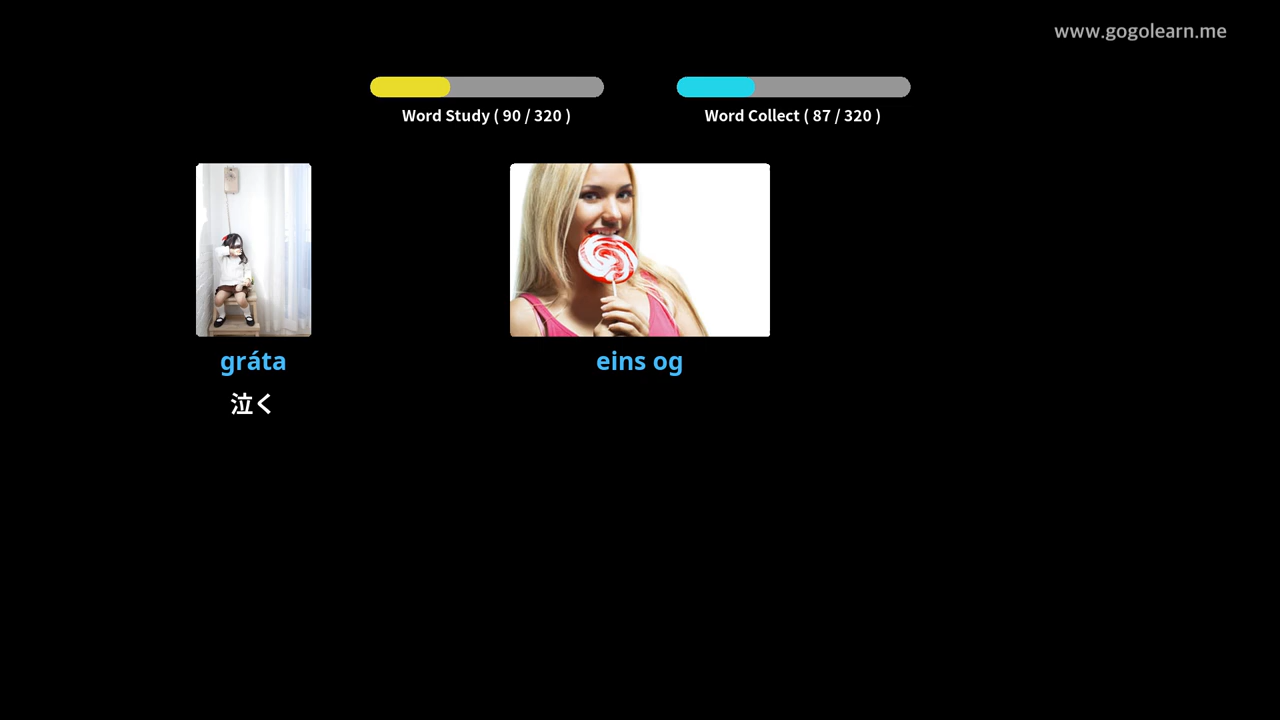 www.gogolearn.me
Word Study ( 90 / 320 )
Word Collect ( 87 / 320 )
gráta
eins og
泣く